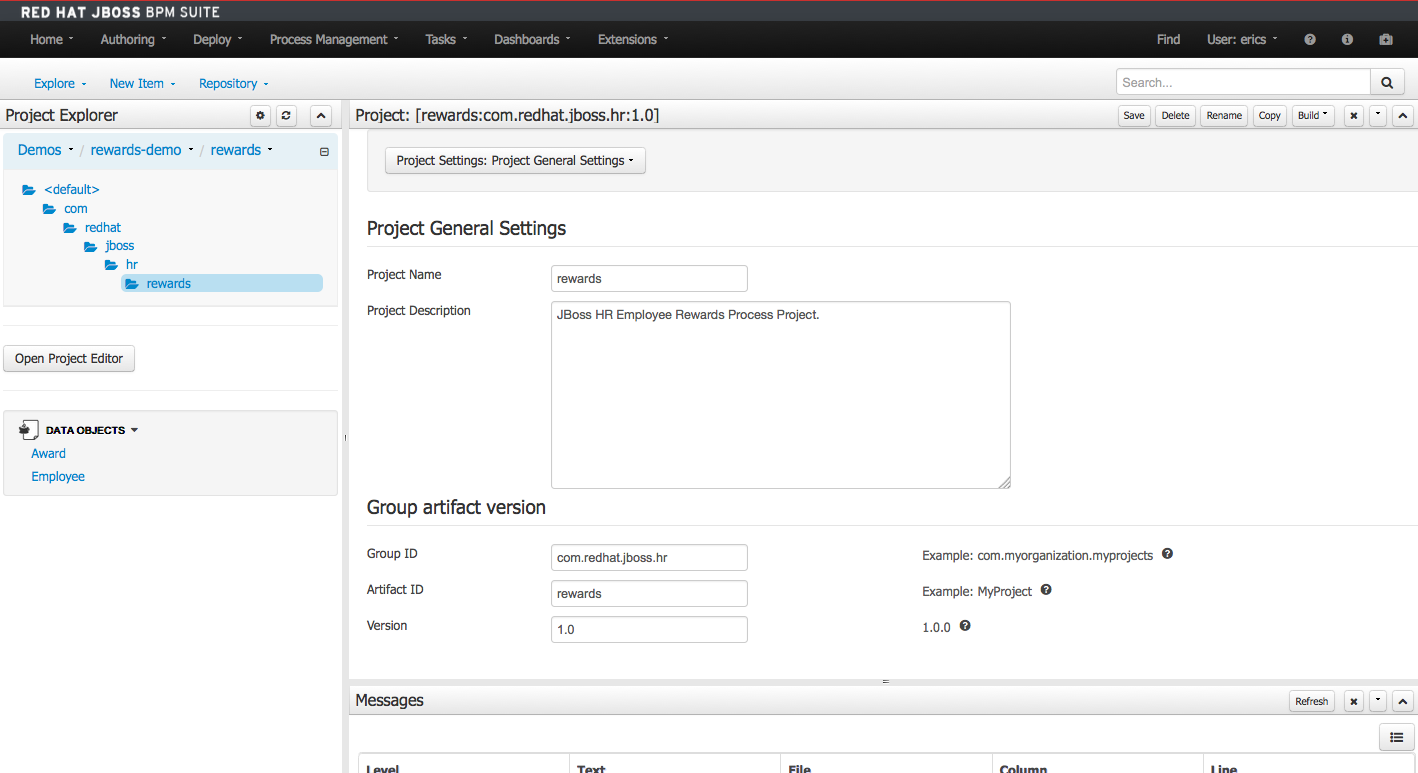 RED HAT JBOSS BPM SUITE
Home Authoring Deploy Process Management Tasks Dashboards Extensions Find User: erics
Explore New Item Repository Search...
Project Explorer
Demos / rewards-demo / rewards
<default>
com
redhat
jboss
hr
rewards
Open Project Editor
DATA OBJECTS
Award
Employee
Project: [rewards:com.redhat.jboss.hr:1.0] Save Delete Rename Copy Build
Project Settings: Project General Settings
Project General Settings
Project Name rewards
Project Description JBoss HR Employee Rewards Process Project.
Group artifact version
Group ID com.redhat.jboss.hr Example: com.myorganization.myprojects
Artifact ID rewards Example: MyProject
Version 1.0 1.0.0
Messages Refresh
Level Text File Column Line